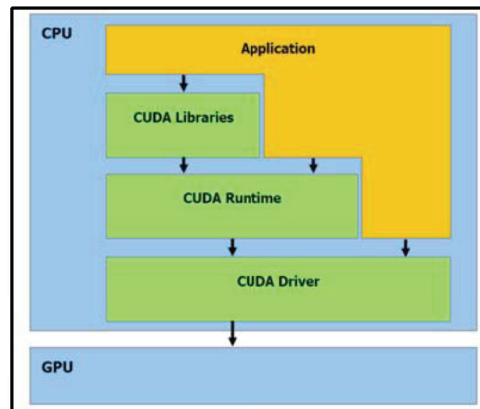 CPU
Application
CUDA Libraries
CUDA Runtime
CUDA Driver
GPU